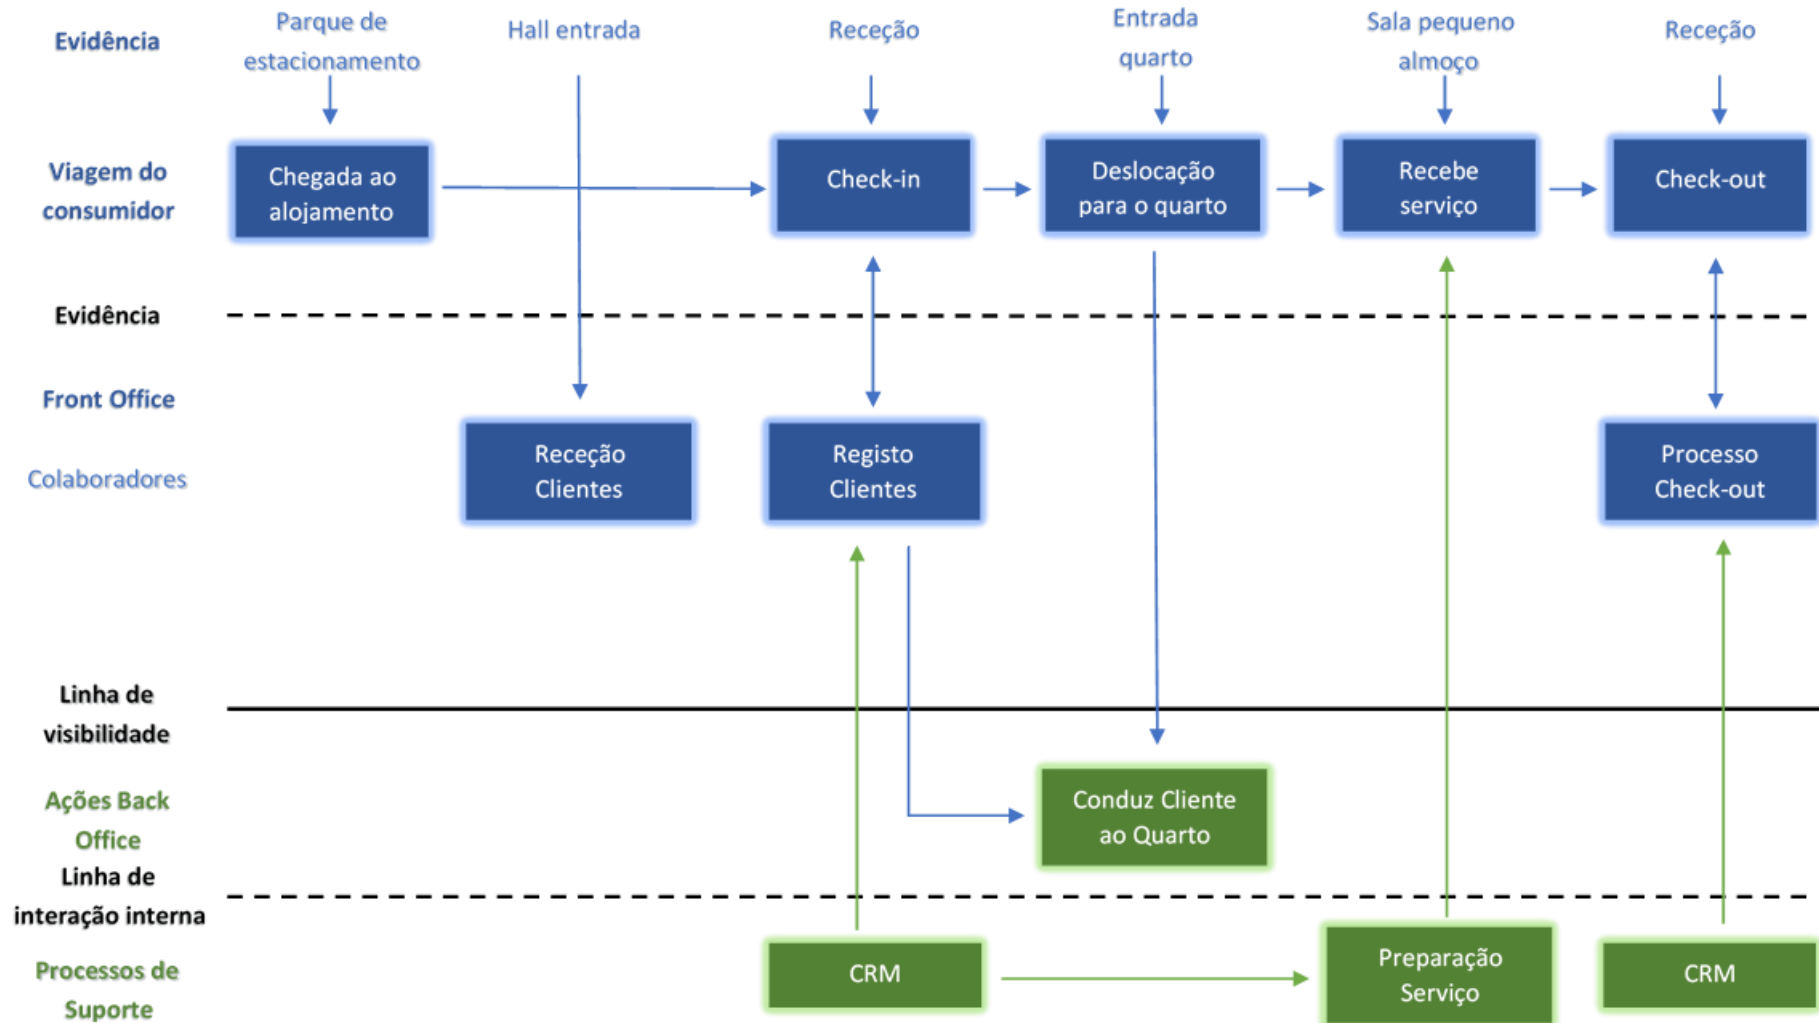 Evidência
Parque de
estacionamento
Hall entrada
Receção
Entrada
quarto
Sala pequeno
almoço
Receção
Viagem do
consumidor
Chegada ao
alojamento
Check-in
Deslocação
para o quarto
Recebe
serviço
Check-out
Evidência
Front Office
Colaboradores
Receção
Clientes
Registo
Clientes
Processo
Check-out
Linha de
visibilidade
Ações Back
Office
Conduz Cliente
ao Quarto
Linha de
interação interna
Processos de
Suporte
CRM
Preparação
Serviço
CRM